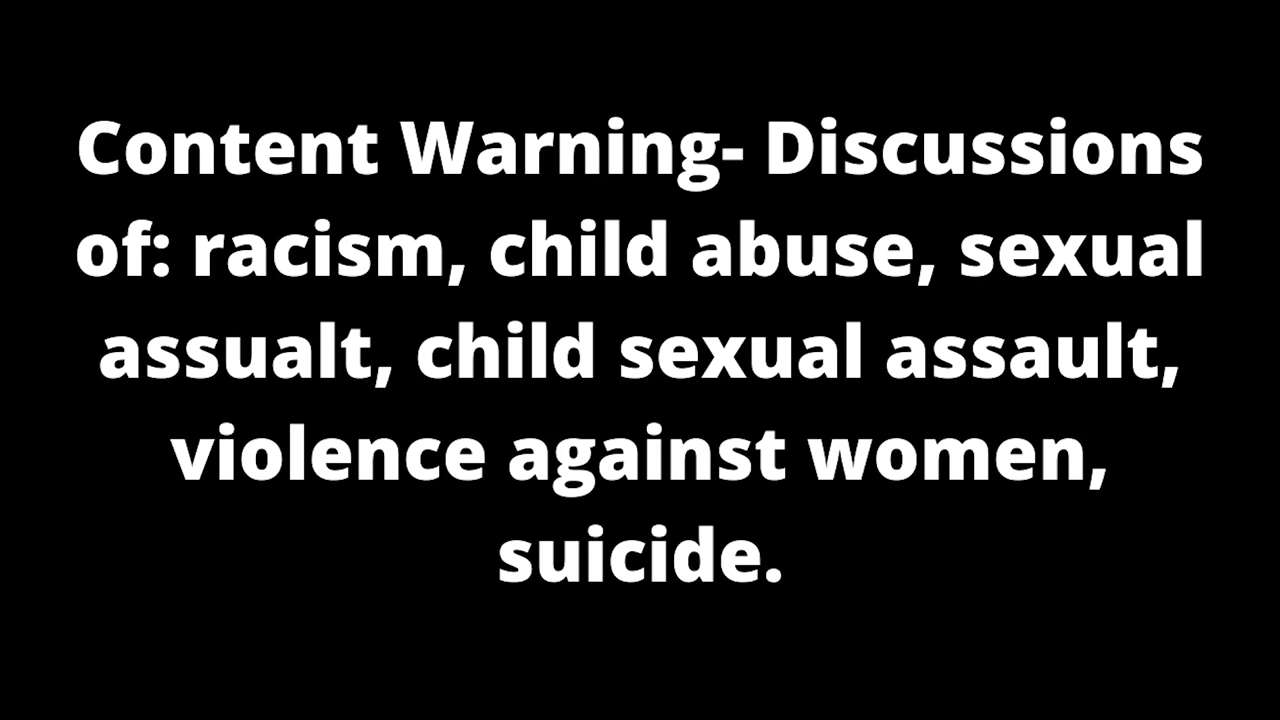 Content Warning- Discussions
of: racism, child abuse, sexual
assualt, child sexual assault,
violence against women,
suicide.